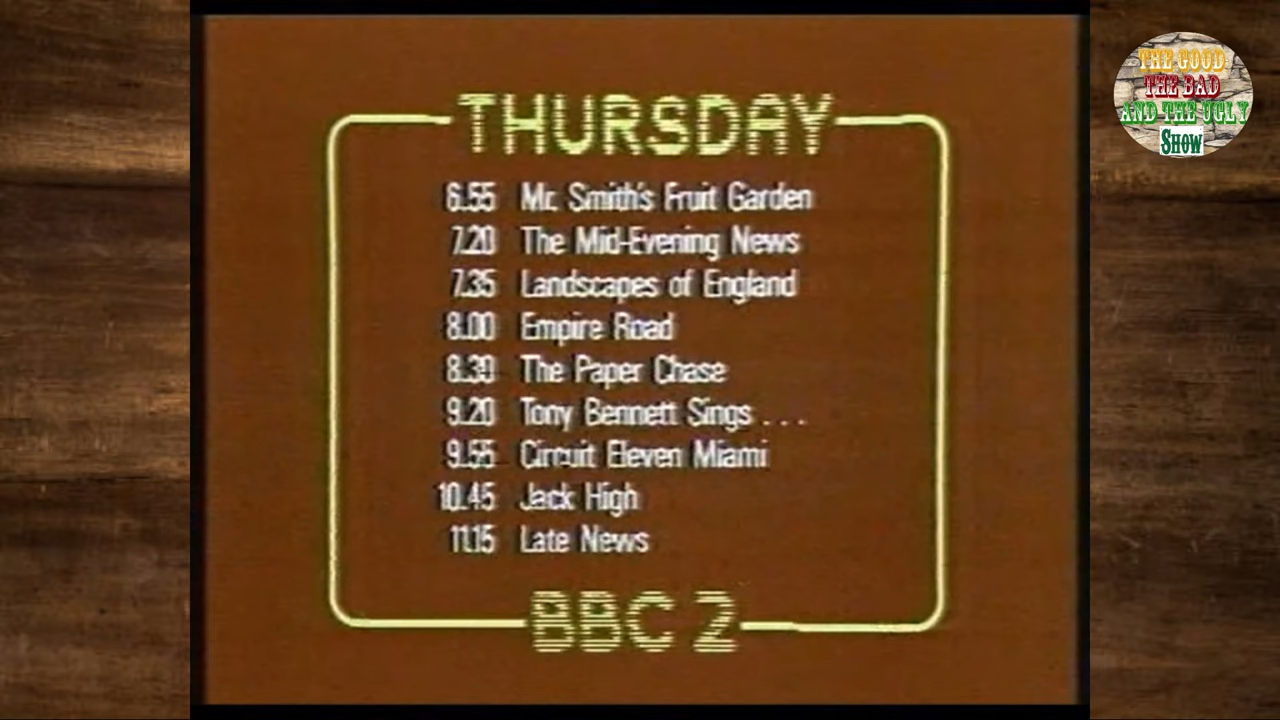 THURSDAY
6.55 Mr. Smith's Fruit Garden
7.20 The Mid-Evening News
7.35 Landscapes of England
8.00 Empire Road
8.30 The Paper Chase
9.20 Tony Bennett Sings . . .
9.55 Circuit Eleven Miami
10.45 Jack High
11.15 Late News
BBC 2
THE GOOD
THE BAD
AND THE UGLY
SHOW